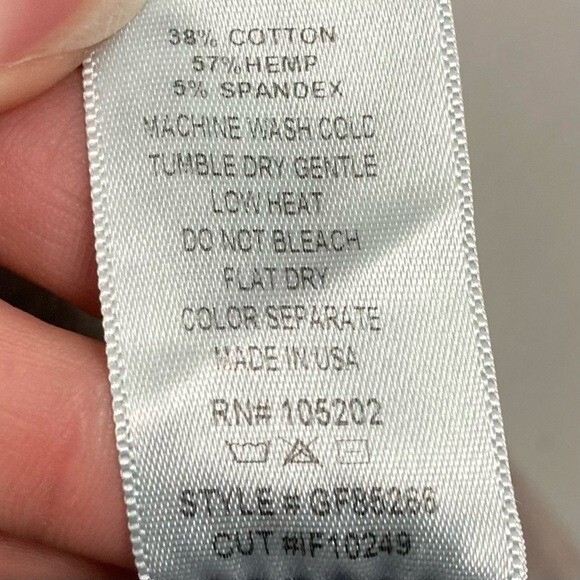 38% COTTON
57% HEMP
5% SPANDEX
MACHINE WASH COLD
TUMBLE DRY GENTLE
LOW HEAT
DO NOT BLEACH
FLAT DRY
COLOR SEPARATE
MADE IN USA
RN# 105202
STYLE # GF85266
CUT #IF10249